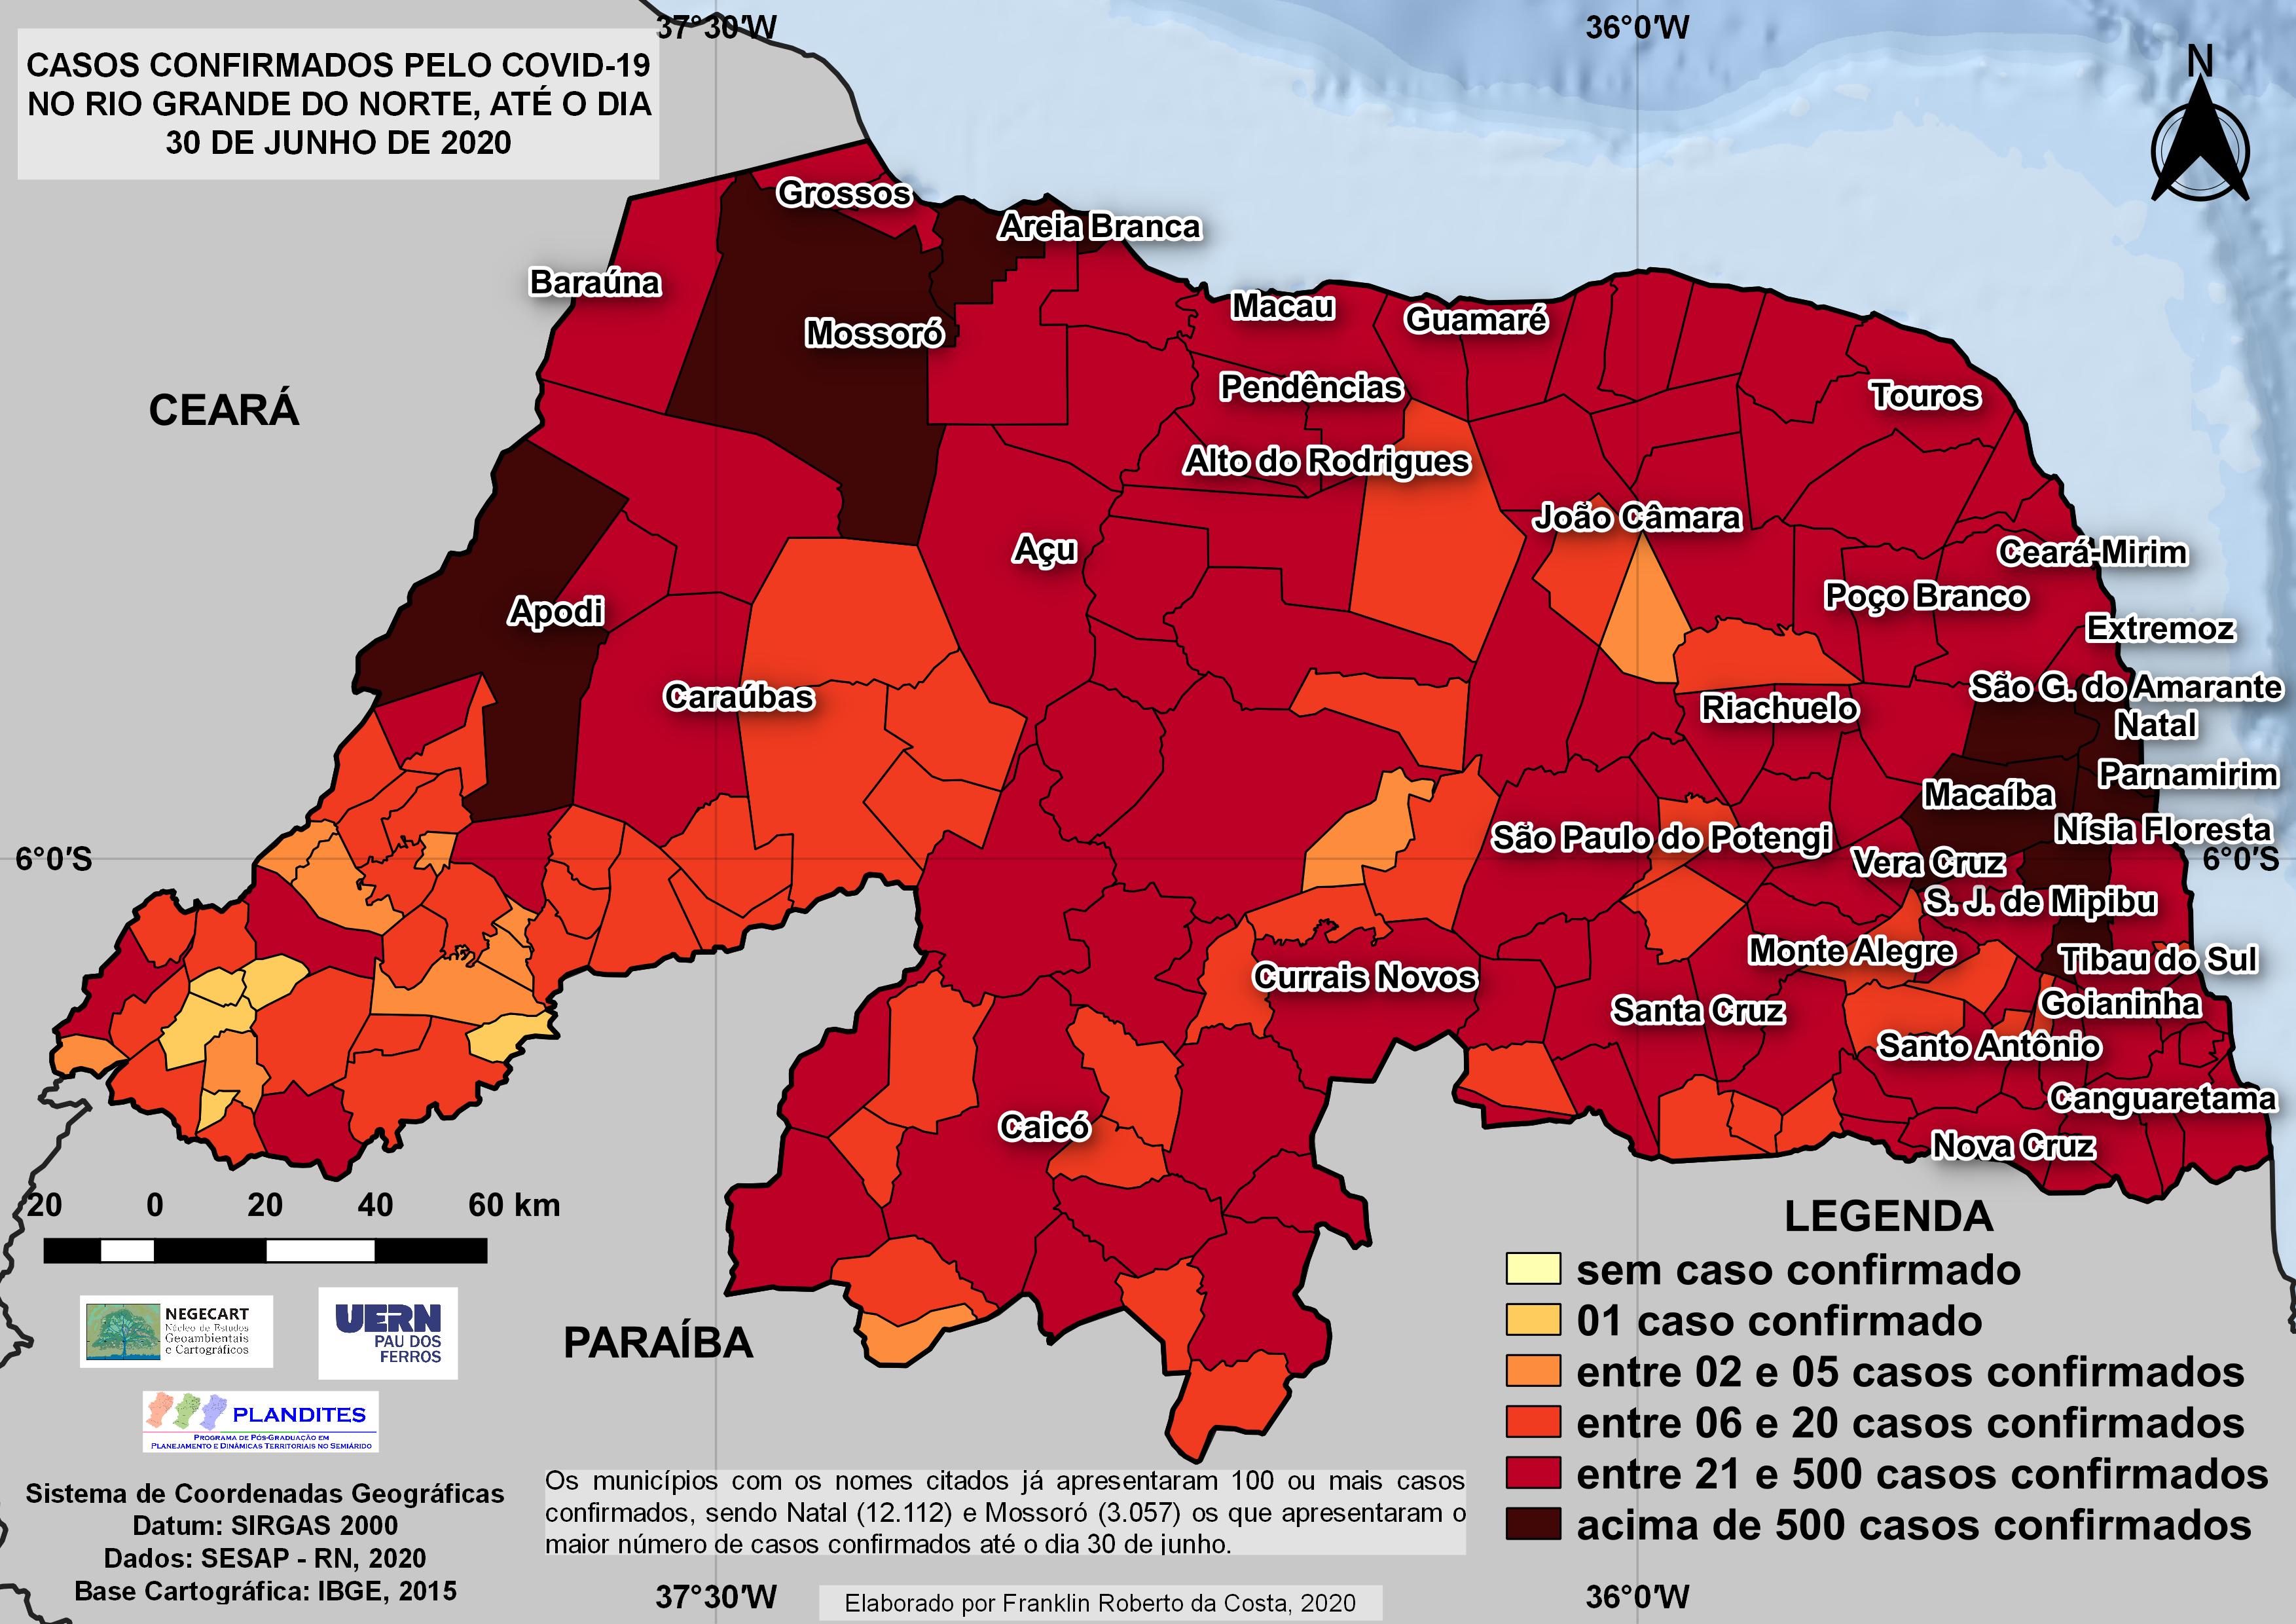 37°30'W
36°0'W
N
CASOS CONFIRMADOS PELO COVID-19
NO RIO GRANDE DO NORTE, ATÉ O DIA
30 DE JUNHO DE 2020
Grossos
Areia Branca
Baraúna
Macau
Guamaré
Mossoró
Pendências
Touros
CEARÁ
Alto do Rodrigues
João Câmara
Açu
Ceará-Mirim
Poço Branco
Apodi
Extremoz
São G. do Amarante
Caraúbas
Riachuelo
Natal
Parnamirim
Macaíba
Nísia Floresta
São Paulo do Potengi
6°0'S
Vera Cruz
6°0'S
S. J. de Mipibu
Monte Alegre
Tibau do Sul
Currais Novos
Goianinha
Santa Cruz
Santo Antônio
Canguaretama
Caicó
Nova Cruz
20 0 20 40 60 km
LEGENDA
sem caso confirmado
01 caso confirmado
entre 02 e 05 casos confirmados
entre 06 e 20 casos confirmados
entre 21 e 500 casos confirmados
acima de 500 casos confirmados
NEGECART
Núcleo de Estudos
Geoambientais
e Cartográficos
UERN
PAU DOS
FERROS
PARAÍBA
PLANDITES
PROGRAMA DE PÓS-GRADUAÇÃO EM
PLANEJAMENTO E DINÂMICAS TERRITORIAIS NO SEMIÁRIDO
Sistema de Coordenadas Geográficas
Datum: SIRGAS 2000
Dados: SESAP - RN, 2020
Base Cartográfica: IBGE, 2015
Os municípios com os nomes citados já apresentaram 100 ou mais casos
confirmados, sendo Natal (12.112) e Mossoró (3.057) os que apresentaram o
maior número de casos confirmados até o dia 30 de junho.
37°30'W
Elaborado por Franklin Roberto da Costa, 2020
36°0'W